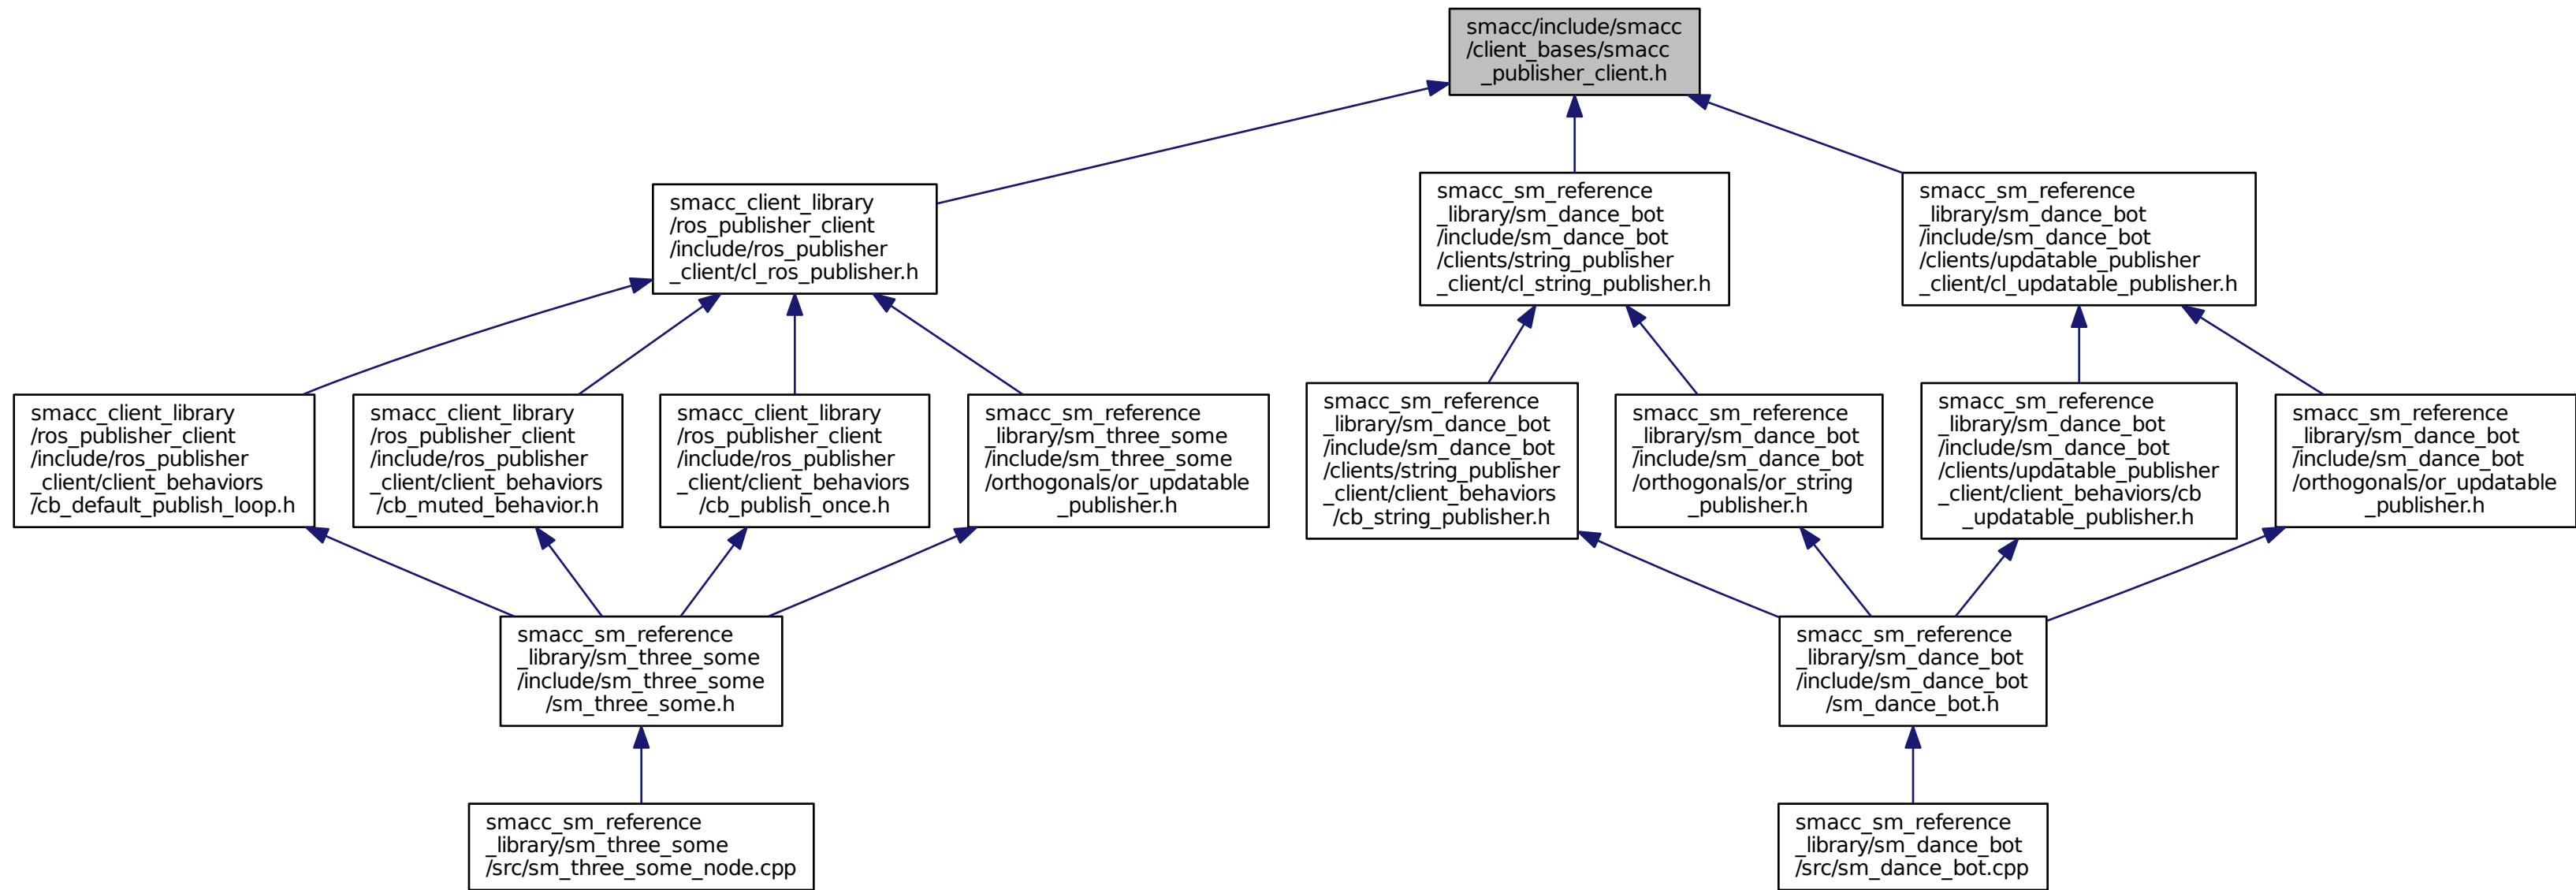 smacc/include/smacc
/client_bases/smacc
_publisher_client.h
smacc_client_library
/ros_publisher_client
/include/ros_publisher
_client/cl_ros_publisher.h
smacc_sm_reference
_library/sm_dance_bot
/include/sm_dance_bot
/clients/string_publisher
_client/cl_string_publisher.h
smacc_sm_reference
_library/sm_dance_bot
/include/sm_dance_bot
/clients/updatable_publisher
_client/cl_updatable_publisher.h
smacc_client_library
/ros_publisher_client
/include/ros_publisher
_client/client_behaviors
/cb_default_publish_loop.h
smacc_client_library
/ros_publisher_client
/include/ros_publisher
_client/client_behaviors
/cb_muted_behavior.h
smacc_client_library
/ros_publisher_client
/include/ros_publisher
_client/client_behaviors
/cb_publish_once.h
smacc_sm_reference
_library/sm_three_some
/include/sm_three_some
/orthogonals/or_updatable
_publisher.h
smacc_sm_reference
_library/sm_dance_bot
/include/sm_dance_bot
/clients/string_publisher
_client/client_behaviors
/cb_string_publisher.h
smacc_sm_reference
_library/sm_dance_bot
/include/sm_dance_bot
/orthogonals/or_string
_publisher.h
smacc_sm_reference
_library/sm_dance_bot
/include/sm_dance_bot
/clients/updatable_publisher
_client/client_behaviors/cb
_updatable_publisher.h
smacc_sm_reference
_library/sm_dance_bot
/include/sm_dance_bot
/orthogonals/or_updatable
_publisher.h
smacc_sm_reference
_library/sm_three_some
/include/sm_three_some
/sm_three_some.h
smacc_sm_reference
_library/sm_dance_bot
/include/sm_dance_bot
/sm_dance_bot.h
smacc_sm_reference
_library/sm_three_some
/src/sm_three_some_node.cpp
smacc_sm_reference
_library/sm_dance_bot
/src/sm_dance_bot.cpp